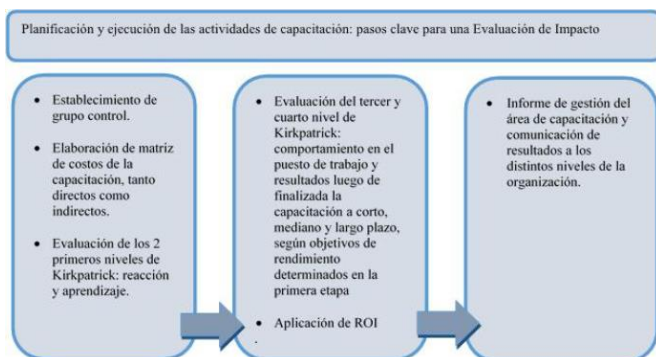 Planificación y ejecución de las actividades de capacitación: pasos clave para una Evaluación de Impacto
• Establecimiento de
grupo control.
• Elaboración de matriz
de costos de la
capacitación, tanto
directos como
indirectos.
• Evaluación de los 2
primeros niveles de
Kirkpatrick: reacción
y aprendizaje.
• Evaluación del tercer y
cuarto nivel de
Kirkpatrick:
comportamiento en el
puesto de trabajo y
resultados luego de
finalizada la
capacitación a corto,
mediano y largo plazo,
según objetivos de
rendimiento
determinados en la
primera etapa
• Aplicación de ROI
.
• Informe de gestión del
área de capacitación y
comunicación de
resultados a los
distintos niveles de la
organización.